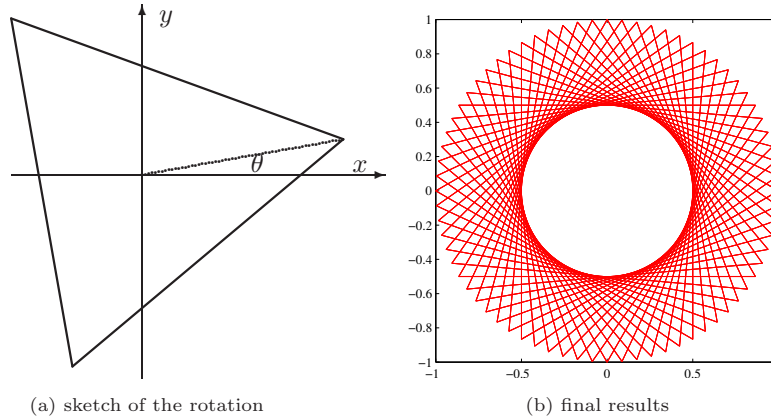 y
x
θ
(a) sketch of the rotation
1
0.8
0.6
0.4
0.2
0
−0.2
−0.4
−0.6
−0.8
−1
−1 −0.5 0 0.5
(b) final results